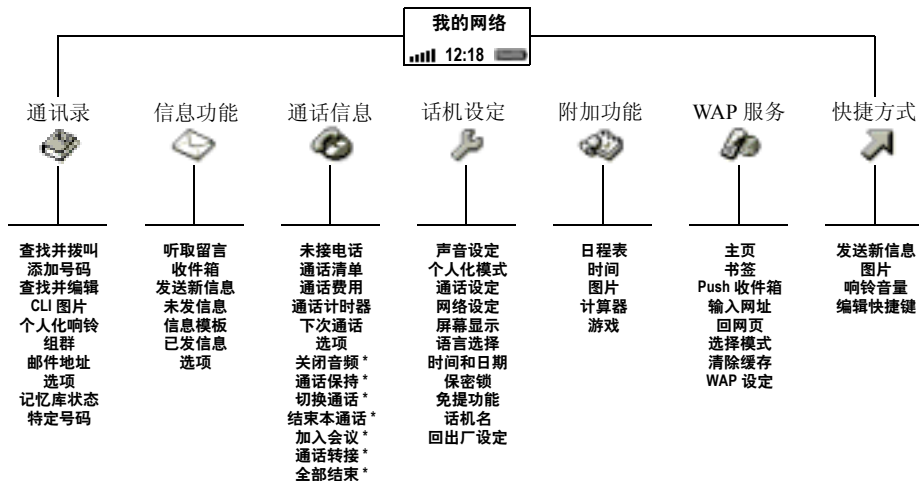 我的网络
12:18
通讯录
信息功能
通话信息
话机设定
附加功能
WAP 服务
快捷方式
查找并拨叫
添加号码
查找并编辑
CLI 图片
个人化响铃
组群
邮件地址
选项
记忆库状态
特定号码
听取留言
收件箱
发送新信息
未发信息
信息模板
已发信息
选项
未接电话
通话清单
通话费用
通话计时器
下次通话
选项
关闭音频 *
通话保持 *
切换通话 *
结束本通话 *
加入会议 *
通话转接 *
全部结束 *
声音设定
个人化模式
通话设定
网络设定
屏幕显示
语言选择
时间和日期
保密锁
免提功能
话机名
回出厂设定
日程表
时间
图片
计算器
游戏
主页
书签
Push 收件箱
输入网址
回网页
选择模式
清除缓存
WAP 设定
发送新信息
图片
响铃音量
编辑快捷键